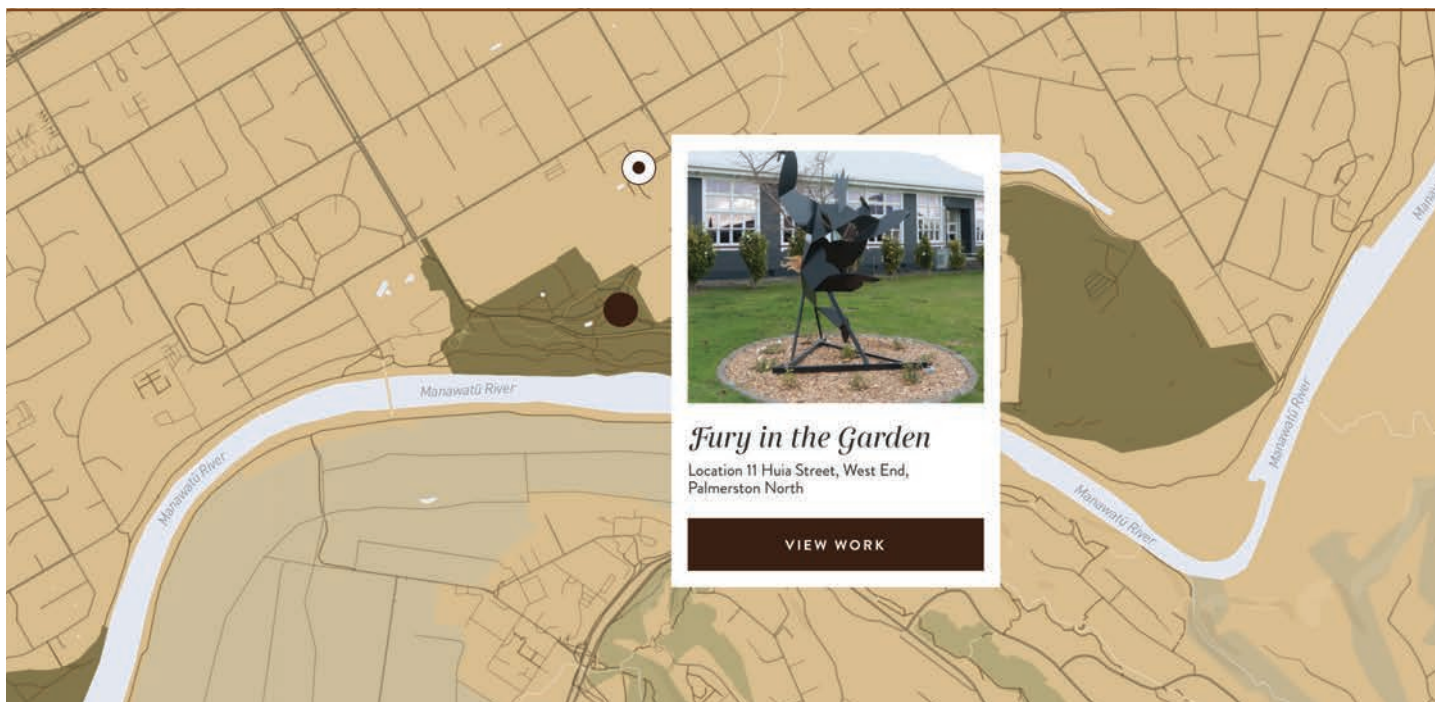 Manawatū River
Manawatū River
Fury in the Garden
Location 11 Huia Street, West End,
Palmerston North
VIEW WORK
Manawatū River
Manawatū River